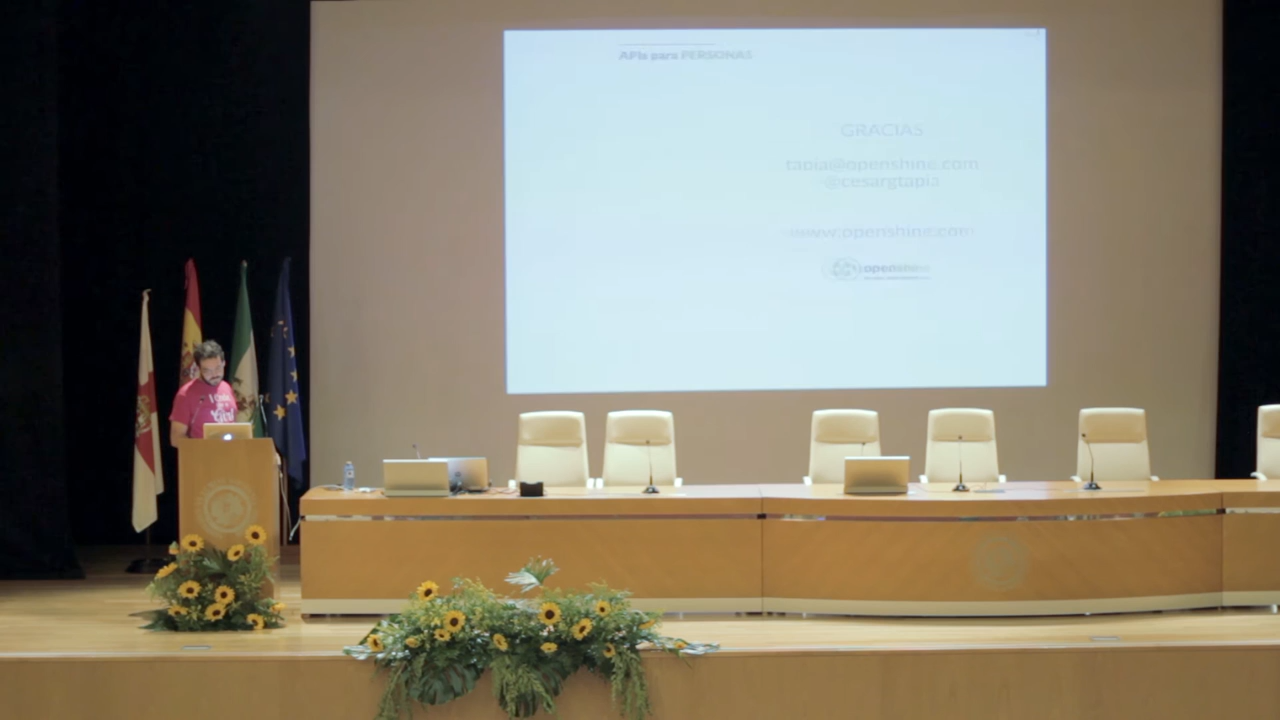 APIs para PERSONAS
GRACIAS
tapia@openshine.com
@cesargtapia
www.openshine.com
openshine